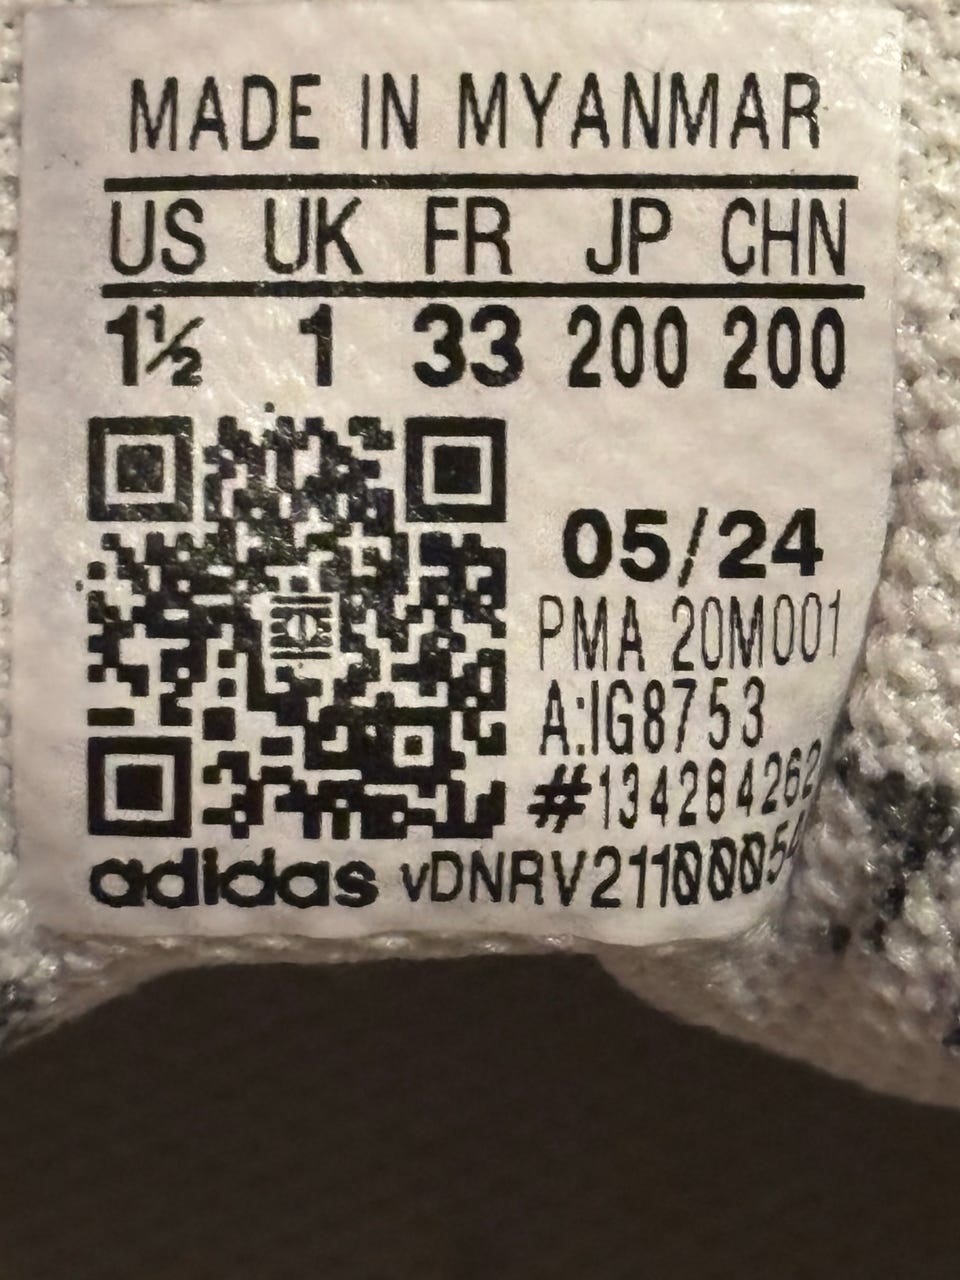 MADE IN MYANMAR
US UK FR JP CHN
1½ 1 33 200 200
05/24
PMA 20M001
A:IG8753
#134284262
adidas